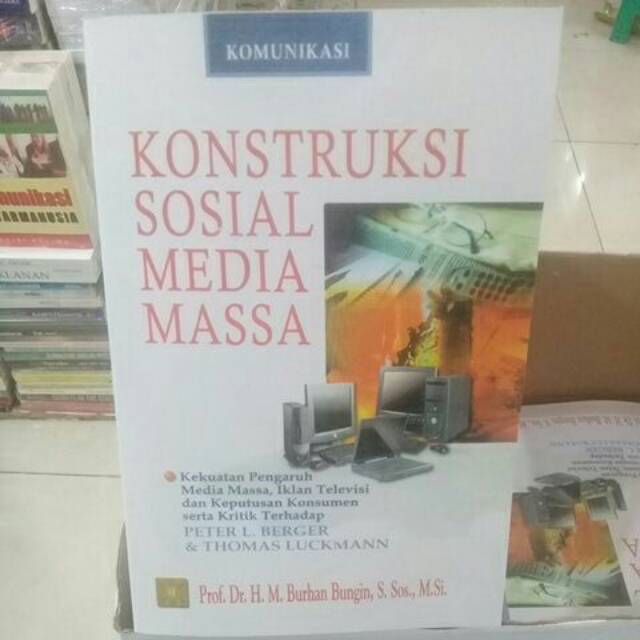 KOMUNIKASI
KONSTRUKSI
SOSIAL
MEDIA
MASSA
Kekuatan Pengaruh
Media Massa, Iklan Televisi
dan Keputusan Konsumen
serta Kritik Terhadap
PETER L. BERGER
& THOMAS LUCKMANN
Prof. Dr. H. M. Burhan Bungin, S. Sos., M.Si.